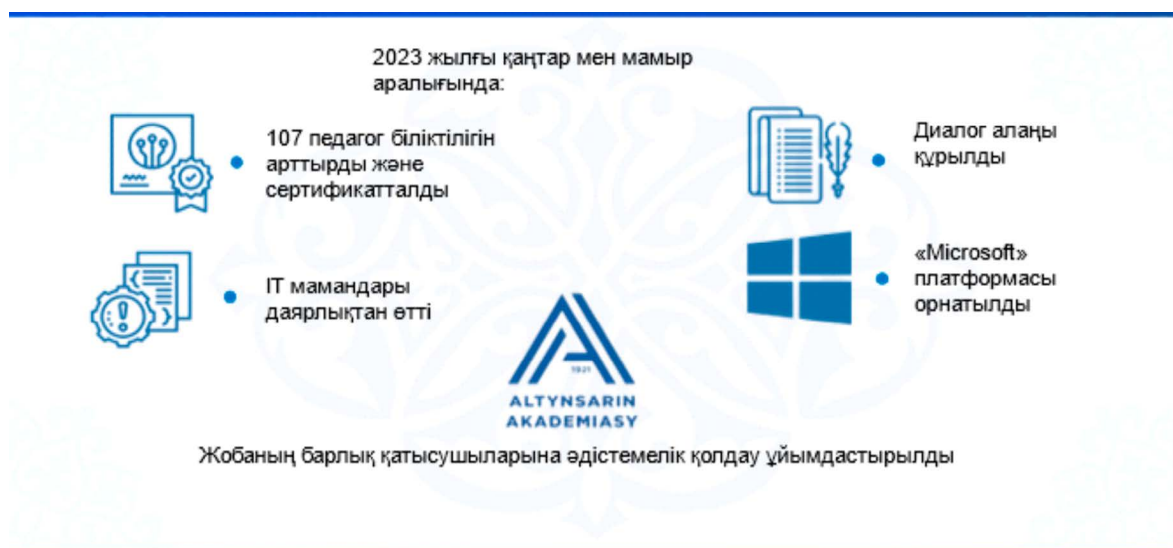 2023 жылғы қаңтар мен мамыр
аралығында:
107 педагог біліктілігін
арттырды және
сертификатталды
Диалог алаңы
құрылды
IT мамандары
даярлықтан өтті
«Microsoft»
платформасы
орнатылды
1921
ALTYNSARIN
AKADEMIASY
Жобаның барлық қатысушыларына әдістемелік қолдау ұйымдастырылды